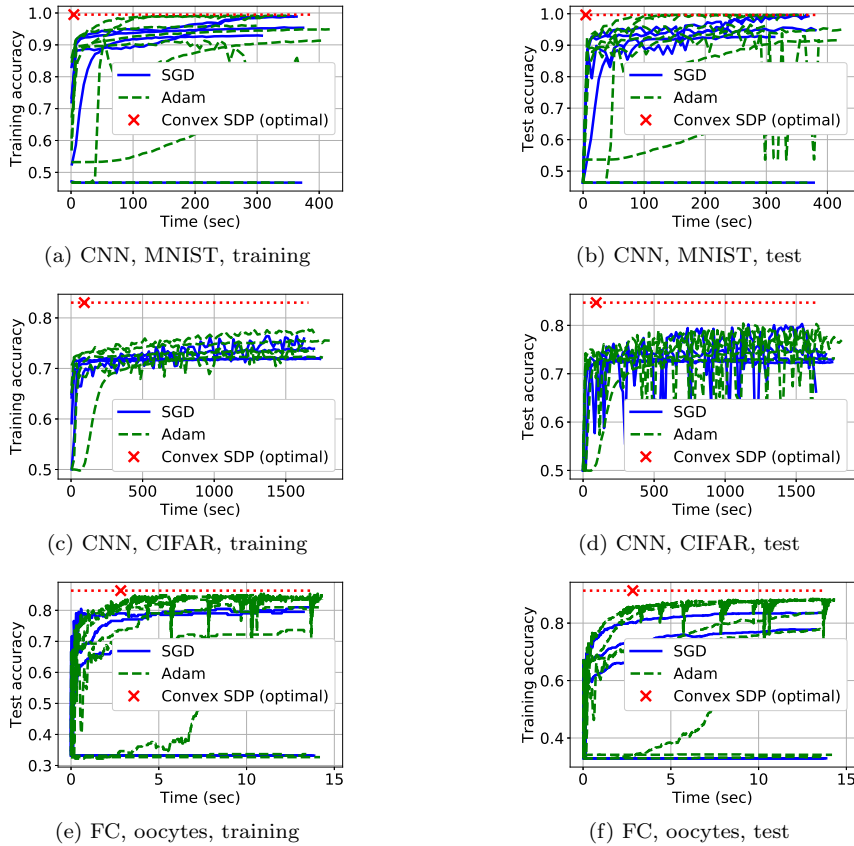 Training accuracy
1.0
0.9
0.8
0.7
0.6
0.5
SGD
Adam
Convex SDP (optimal)
0 100 200 300 400
Time (sec)
(a) CNN, MNIST, training
Test accuracy
1.0
0.9
0.8
0.7
0.6
0.5
SGD
Adam
Convex SDP (optimal)
0 100 200 300 400
Time (sec)
(b) CNN, MNIST, test
Training accuracy
0.8
0.7
0.6
0.5
SGD
Adam
Convex SDP (optimal)
0 500 1000 1500
Time (sec)
(c) CNN, CIFAR, training
Test accuracy
0.8
0.7
0.6
0.5
SGD
Adam
Convex SDP (optimal)
0 500 1000 1500
Time (sec)
(d) CNN, CIFAR, test
Test accuracy
0.8
0.7
0.6
0.5
0.4
0.3
SGD
Adam
Convex SDP (optimal)
0 5 10 15
Time (sec)
(e) FC, oocytes, training
Training accuracy
0.8
0.6
0.4
SGD
Adam
Convex SDP (optimal)
0 5 10 15
Time (sec)
(f) FC, oocytes, test